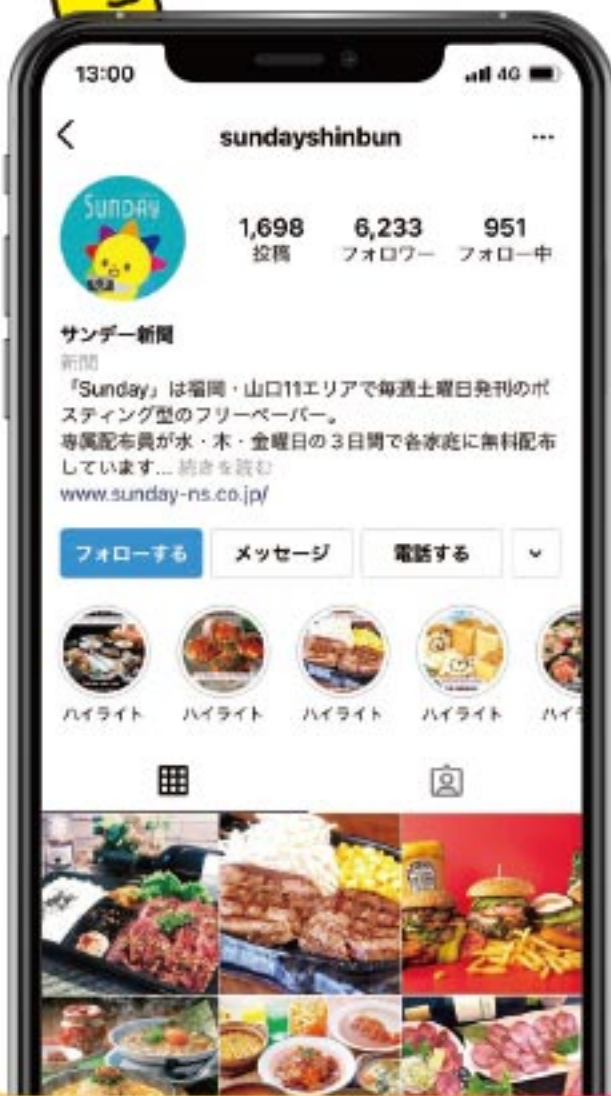 13:00
4G
sundayshinbun
SUNDAY
1,698
6,233
951
投稿
フォロワー
フォロー中
サンデー新聞
新聞
「Sunday」は福岡・山口11エリアで毎週土曜日発刊のポ
スティング型のフリーペーパー。
専属配布員が水・木・金曜日の3日間で各家庭に無料配布
しています... 続きを読む
www.sunday-ns.co.jp/
フォローする
メッセージ
電話する
ハイライト
ハイライト
ハイライト
ハイライト
ハイラ